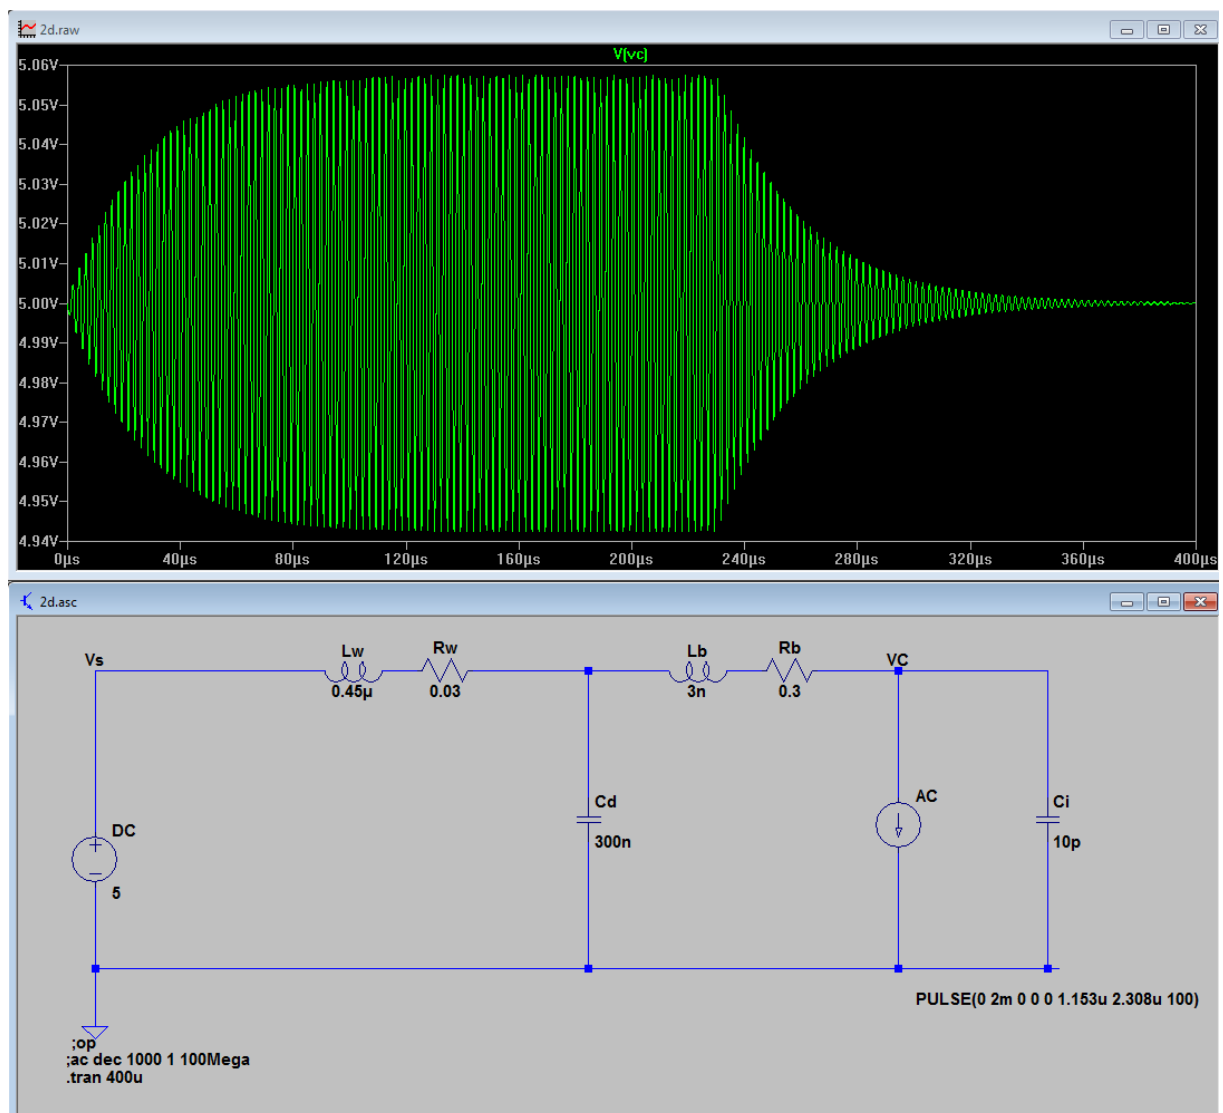 2d.raw
V(vc)
5.06V
5.05V
5.04V
5.03V
5.02V
5.01V
5.00V
4.99V
4.98V
4.97V
4.96V
4.95V
4.94V
0µs 40µs 80µs 120µs 160µs 200µs 240µs 280µs 320µs 360µs 400µs
2d.asc
Vs
Lw
0.45µ
Rw
0.03
Lb
3n
Rb
0.3
VC
DC
5
Cd
300n
AC
Ci
10p
PULSE(0 2m 0 0 0 1.153u 2.308u 100)
;op
;ac dec 1000 1 100Mega
.tran 400u